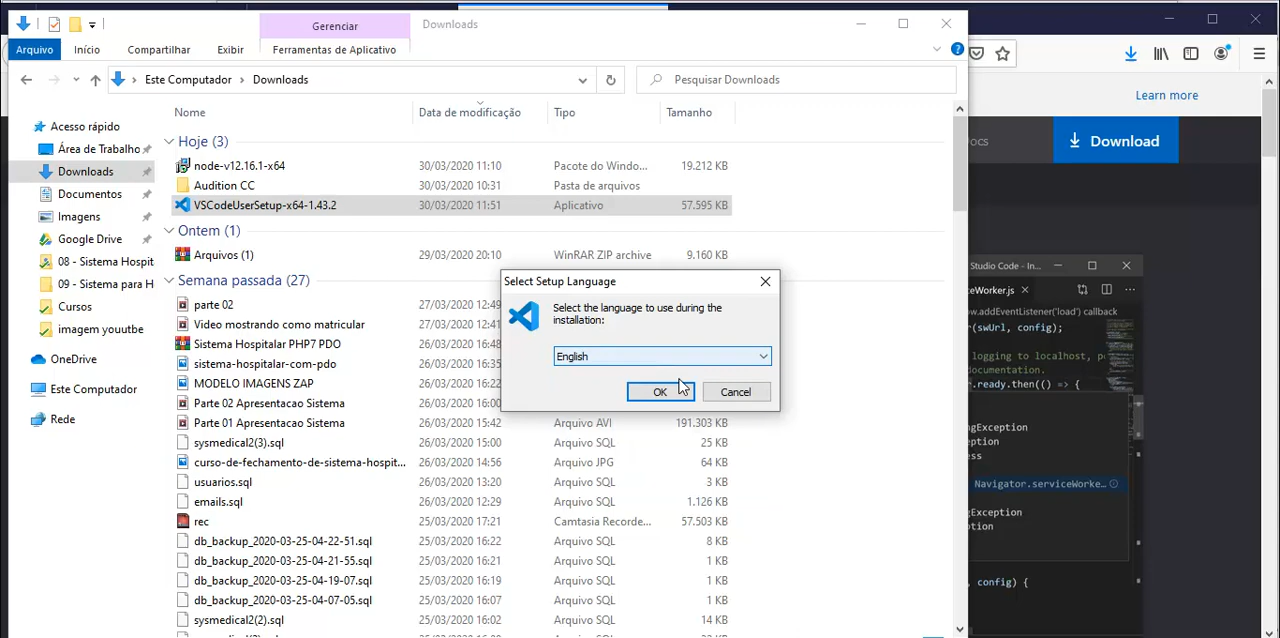 Gerenciar
Downloads
Arquivo
Início
Compartilhar
Exibir
Ferramentas de Aplicativo
Este Computador > Downloads
Pesquisar Downloads
Learn more
Download
ocs
Nome
Data de modificação
Tipo
Tamanho
Acesso rápido
Área de Trabalho
Downloads
Documentos
Imagens
Google Drive
08 - Sistema Hospit
09 - Sistema para H
Cursos
imagem youutbe
OneDrive
Este Computador
Rede
Hoje (3)
node-v12.16.1-x64 30/03/2020 11:10 Pacote do Windo... 19.212 KB
Audition CC 30/03/2020 10:31 Pasta de arquivos
VSCodeUserSetup-x64-1.43.2 30/03/2020 11:51 Aplicativo 57.595 KB
Ontem (1)
Arquivos (1) 29/03/2020 20:10 WinRAR ZIP archive 9.160 KB
Semana passada (27)
parte 02 27/03/2020 12:49
Video mostrando como matricular 27/03/2020 12:41
Sistema Hospitalar PHP7 PDO 26/03/2020 16:48
sistema-hospitalar-com-pdo 26/03/2020 16:35
MODELO IMAGENS ZAP 26/03/2020 16:22
Parte 02 Apresentacao Sistema 26/03/2020 16:00
Parte 01 Apresentacao Sistema 26/03/2020 15:42 Arquivo AVI 191.303 KB
sysmedical2(3).sql 26/03/2020 15:00 Arquivo SQL 25 KB
curso-de-fechamento-de-sistema-hospit... 26/03/2020 14:56 Arquivo JPG 64 KB
usuarios.sql 26/03/2020 13:20 Arquivo SQL 3 KB
emails.sql 26/03/2020 12:29 Arquivo SQL 1.126 KB
rec 25/03/2020 17:21 Camtasia Recorde... 57.503 KB
db_backup_2020-03-25-04-22-51.sql 25/03/2020 16:22 Arquivo SQL 8 KB
db_backup_2020-03-25-04-21-55.sql 25/03/2020 16:21 Arquivo SQL 1 KB
db_backup_2020-03-25-04-19-07.sql 25/03/2020 16:19 Arquivo SQL 1 KB
db_backup_2020-03-25-04-07-05.sql 25/03/2020 16:07 Arquivo SQL 1 KB
sysmedical2(2).sql 25/03/2020 16:00 Arquivo SQL 14 KB
Select Setup Language
Select the language to use during the
installation:
English
OK
Cancel
Studio Code - In...
ceWorker.js
ow.addEventListener('load') callback
(swUrl, config);
logging to localhost, p
documentation.
r.ready.then(() => {
ngException
eption
ess
Navigator.serviceWorke...
ngException
ption
, config) {